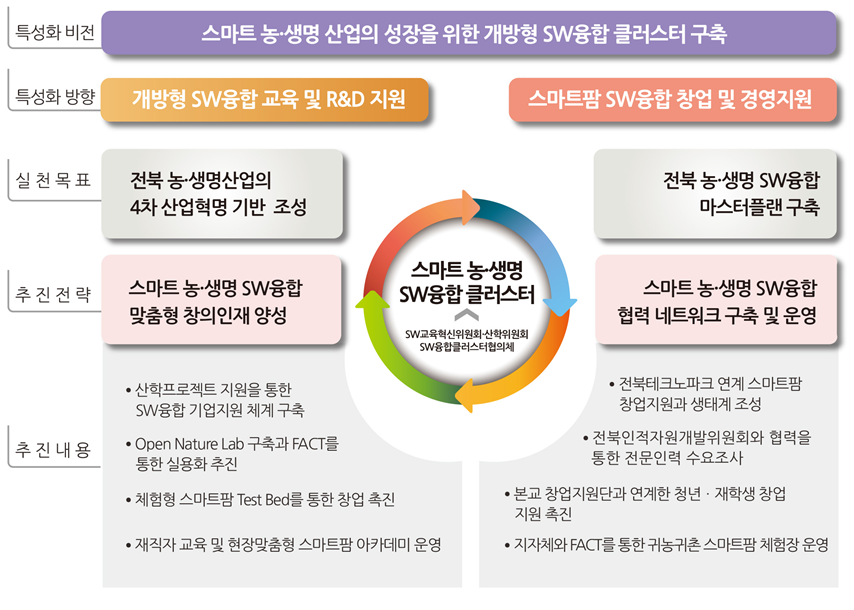 특성화 비전
스마트 농·생명 산업의 성장을 위한 개방형 SW융합 클러스터 구축
특성화 방향
개방형 SW융합 교육 및 R&D 지원
스마트팜 SW융합 창업 및 경영지원
실천목표
전북 농·생명산업의
4차 산업혁명 기반 조성
전북 농·생명 SW융합
마스터플랜 구축
추진전략
스마트 농·생명 SW융합
맞춤형 창의인재 양성
스마트 농·생명
SW융합 클러스터
SW교육혁신위원회·산학위원회
SW융합클러스터협의체
스마트 농·생명 SW융합
협력 네트워크 구축 및 운영
추진내용
• 산학프로젝트 지원을 통한
SW융합 기업지원 체계 구축
• Open Nature Lab 구축과 FACT를
통한 실용화 추진
• 체험형 스마트팜 Test Bed를 통한 창업 촉진
• 재직자 교육 및 현장맞춤형 스마트팜 아카데미 운영
• 전북테크노파크 연계 스마트팜
창업지원과 생태계 조성
• 전북인적자원개발위원회와 협력을
통한 전문인력 수요조사
• 본교 창업지원단과 연계한 청년 · 재학생 창업
지원 촉진
• 지자체와 FACT를 통한 귀농귀촌 스마트팜 체험장 운영